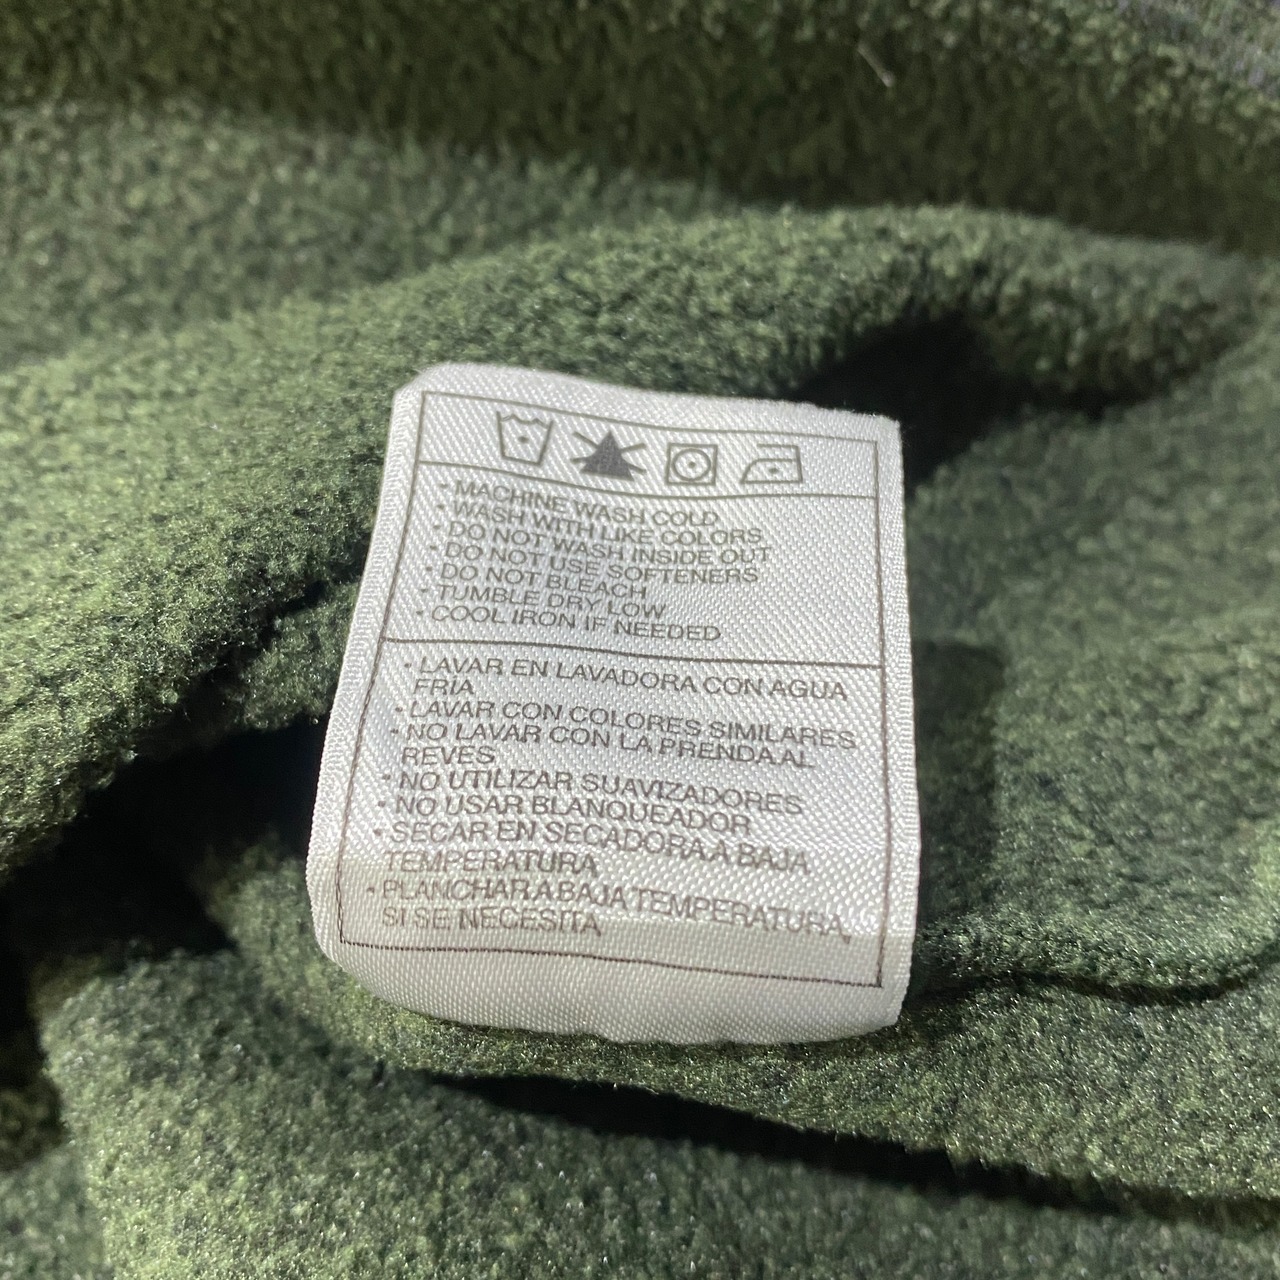 • MACHINE WASH COLD
• WASH WITH LIKE COLORS
• DO NOT WASH INSIDE OUT
• DO NOT USE SOFTENERS
• DO NOT BLEACH
• TUMBLE DRY LOW
• COOL IRON IF NEEDED
• LAVAR EN LAVADORA CON AGUA
FRIA
• LAVAR CON COLORES SIMILARES
• NO LAVAR CON LA PRENDA AL
REVES
• NO UTILIZAR SUAVIZADORES
• NO USAR BLANQUEADOR
• SECAR EN SECADORA A BAJA
TEMPERATURA
• PLANCHAR A BAJA TEMPERATURA,
SI SE NECESITA